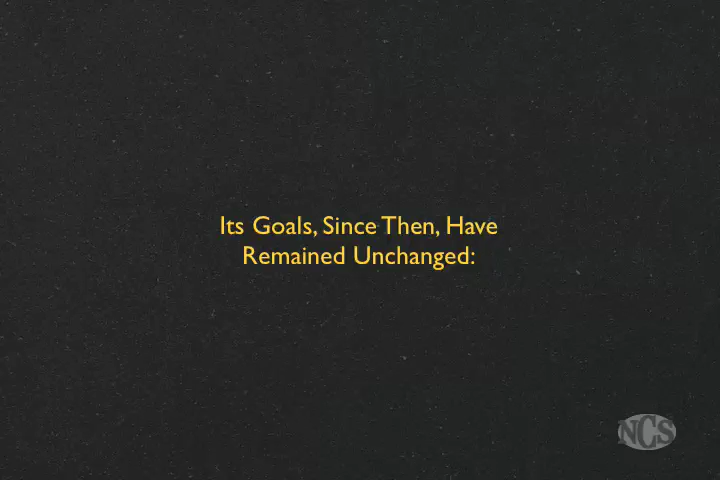 Its Goals, Since Then, Have
Remained Unchanged:
NCS